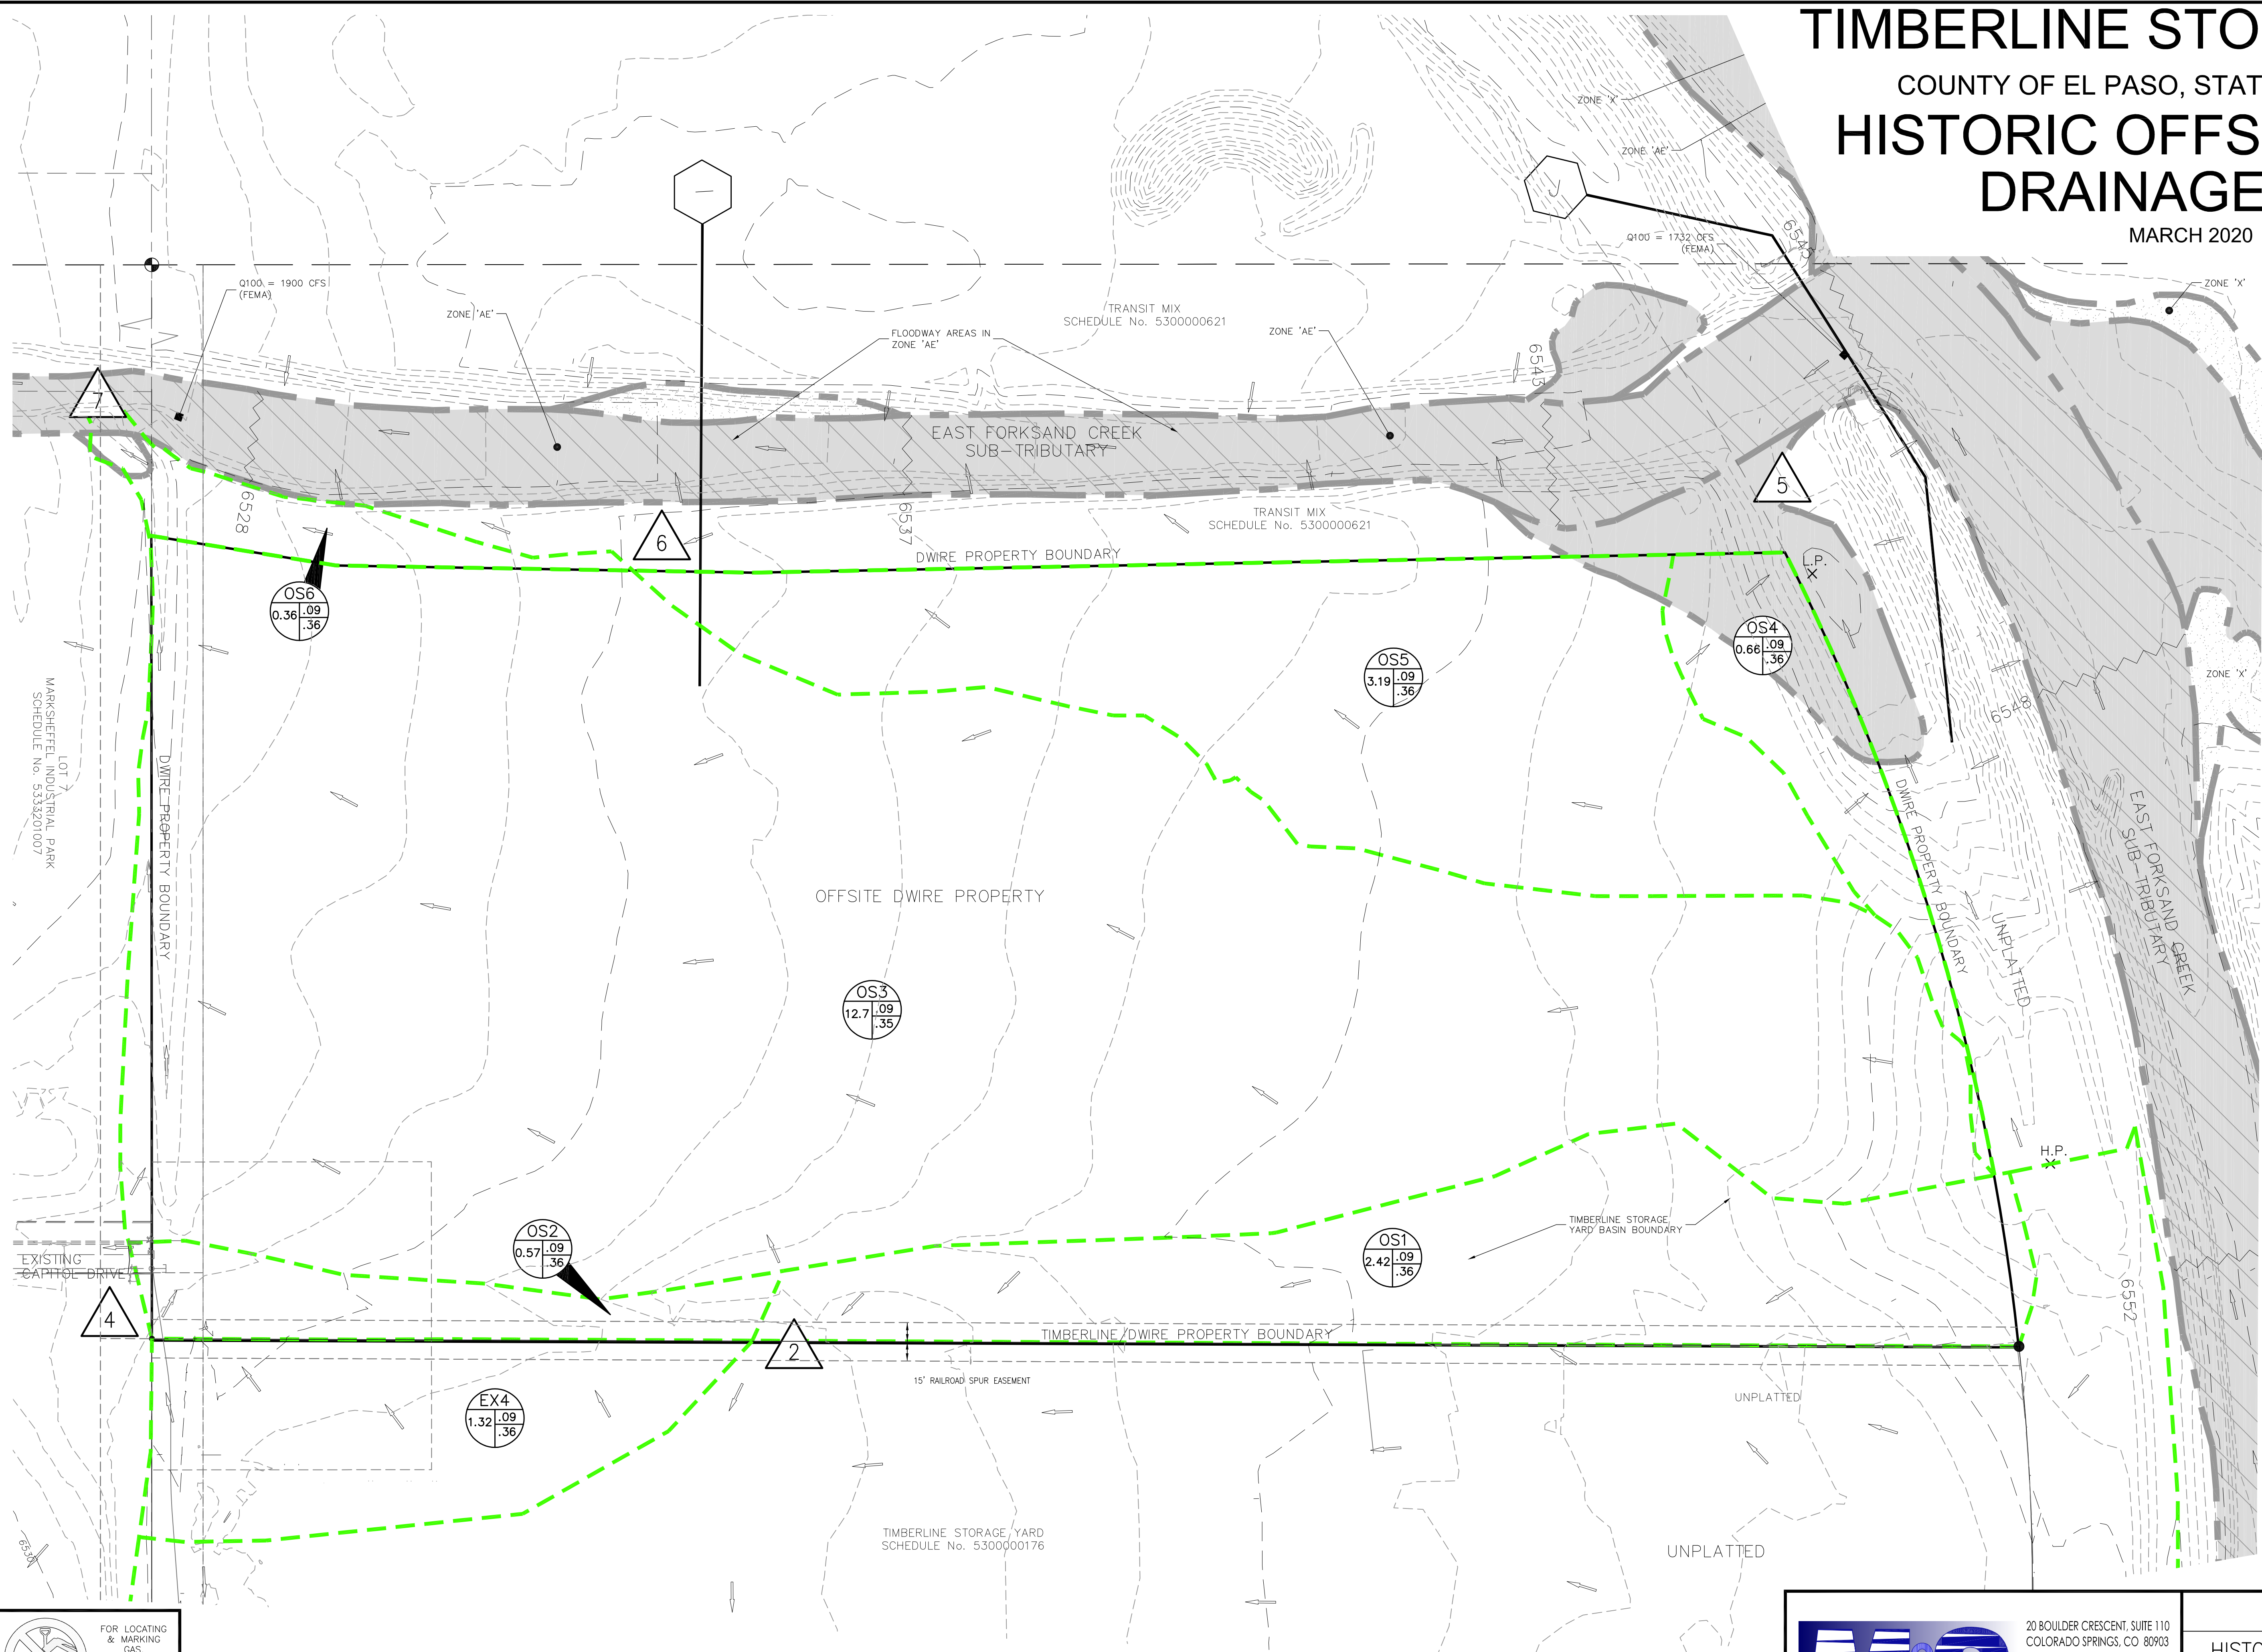 TIMBERLINE STO
COUNTY OF EL PASO, STAT
HISTORIC OFFS
DRAINAGE
MARCH 2020
ZONE 'X'
ZONE 'AE'
I
J
6543
Q100 = 1732 CFS
(FEMA)
Q100 = 1900 CFS
(FEMA)
ZONE 'AE'
FLOODWAY AREAS IN
ZONE 'AE'
TRANSIT MIX
SCHEDULE No. 5300000621
ZONE 'AE'
ZONE 'X'
6543
7
EAST FORKSAND CREEK
SUB-TRIBUTARY
6528
6537
5
6
TRANSIT MIX
SCHEDULE No. 5300000621
DWIRE PROPERTY BOUNDARY
L.P.
OS6
0.36 .09
.36
OS4
0.66 .09
.36
OS5
3.19 .09
.36
ZONE 'X'
6548
LOT 7
MARKSHEFFEL INDUSTRIAL PARK
SCHEDULE No. 5333201007
DWIRE PROPERTY BOUNDARY
DWIRE PROPERTY BOUNDARY
UNPLATTED
EAST FORKSAND CREEK
SUB-TRIBUTARY
OFFSITE DWIRE PROPERTY
OS3
12.7 .09
.35
H.P.
OS2
0.57 .09
.36
OS1
2.42 .09
.36
TIMBERLINE STORAGE
YARD BASIN BOUNDARY
EXISTING
CAPITOL DRIVE
6552
4
2
TIMBERLINE/DWIRE PROPERTY BOUNDARY
15' RAILROAD SPUR EASEMENT
UNPLATTED
EX4
1.32 .09
.36
TIMBERLINE STORAGE YARD
SCHEDULE No. 5300000176
UNPLATTED
FOR LOCATING
& MARKING
GAS,
20 BOULDER CRESCENT, SUITE 110
COLORADO SPRINGS, CO 80903
HISTO